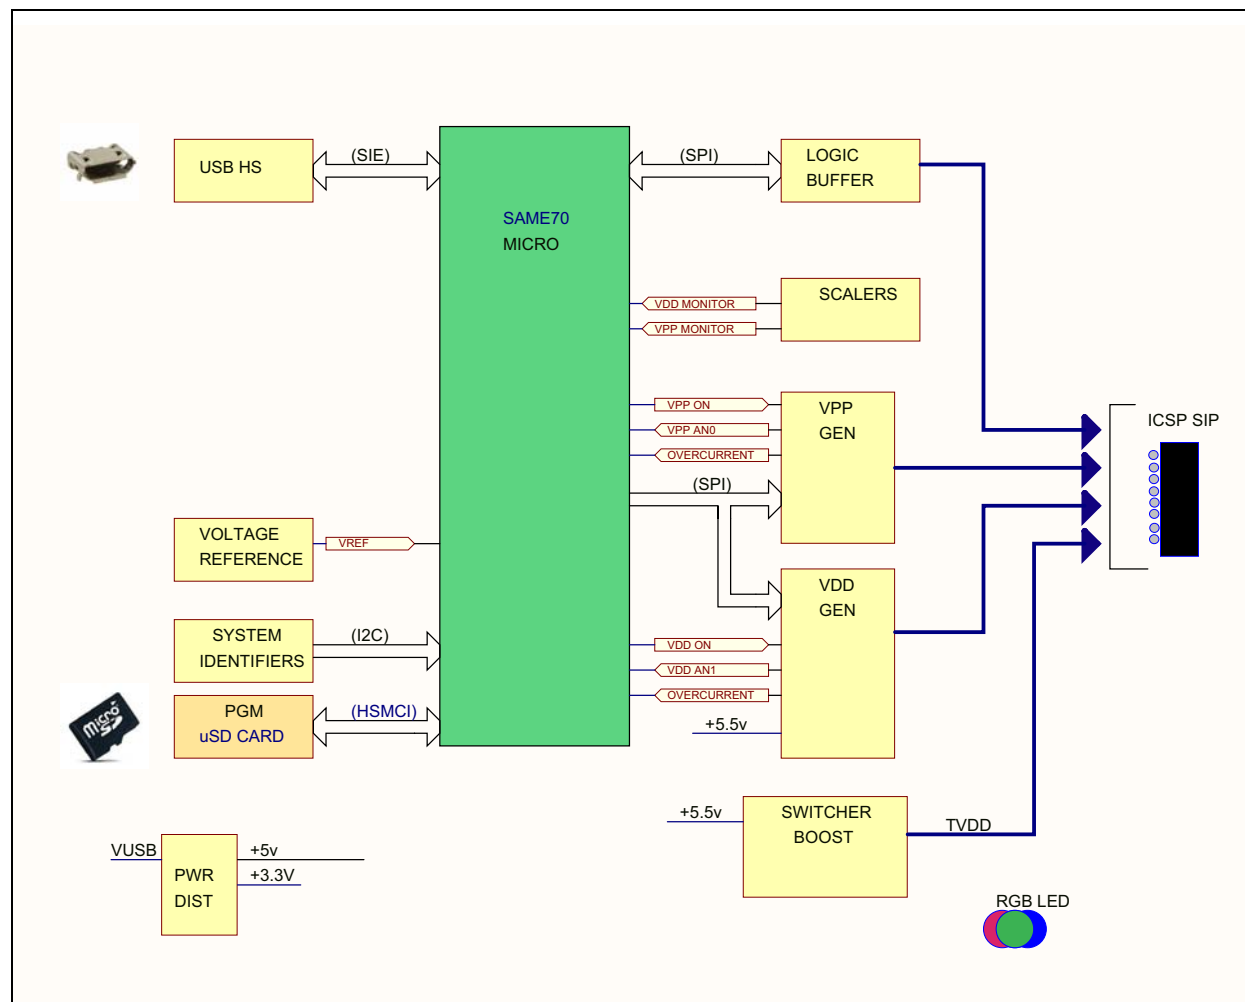 USB HS
(SIE)
SAME70
MICRO
(SPI)
LOGIC
BUFFER
VDD MONITOR
VPP MONITOR
SCALERS
VPP ON
VPP AN0
OVERCURRENT
(SPI)
VPP
GEN
ICSP SIP
VOLTAGE
REFERENCE
VREF
VDD
GEN
SYSTEM
IDENTIFIERS
(I2C)
VDD ON
VDD AN1
OVERCURRENT
+5.5v
micro
SD
PGM
uSD CARD
(HSMCI)
+5.5v
SWITCHER
BOOST
TVDD
VUSB
PWR
DIST
+5v
+3.3V
RGB LED